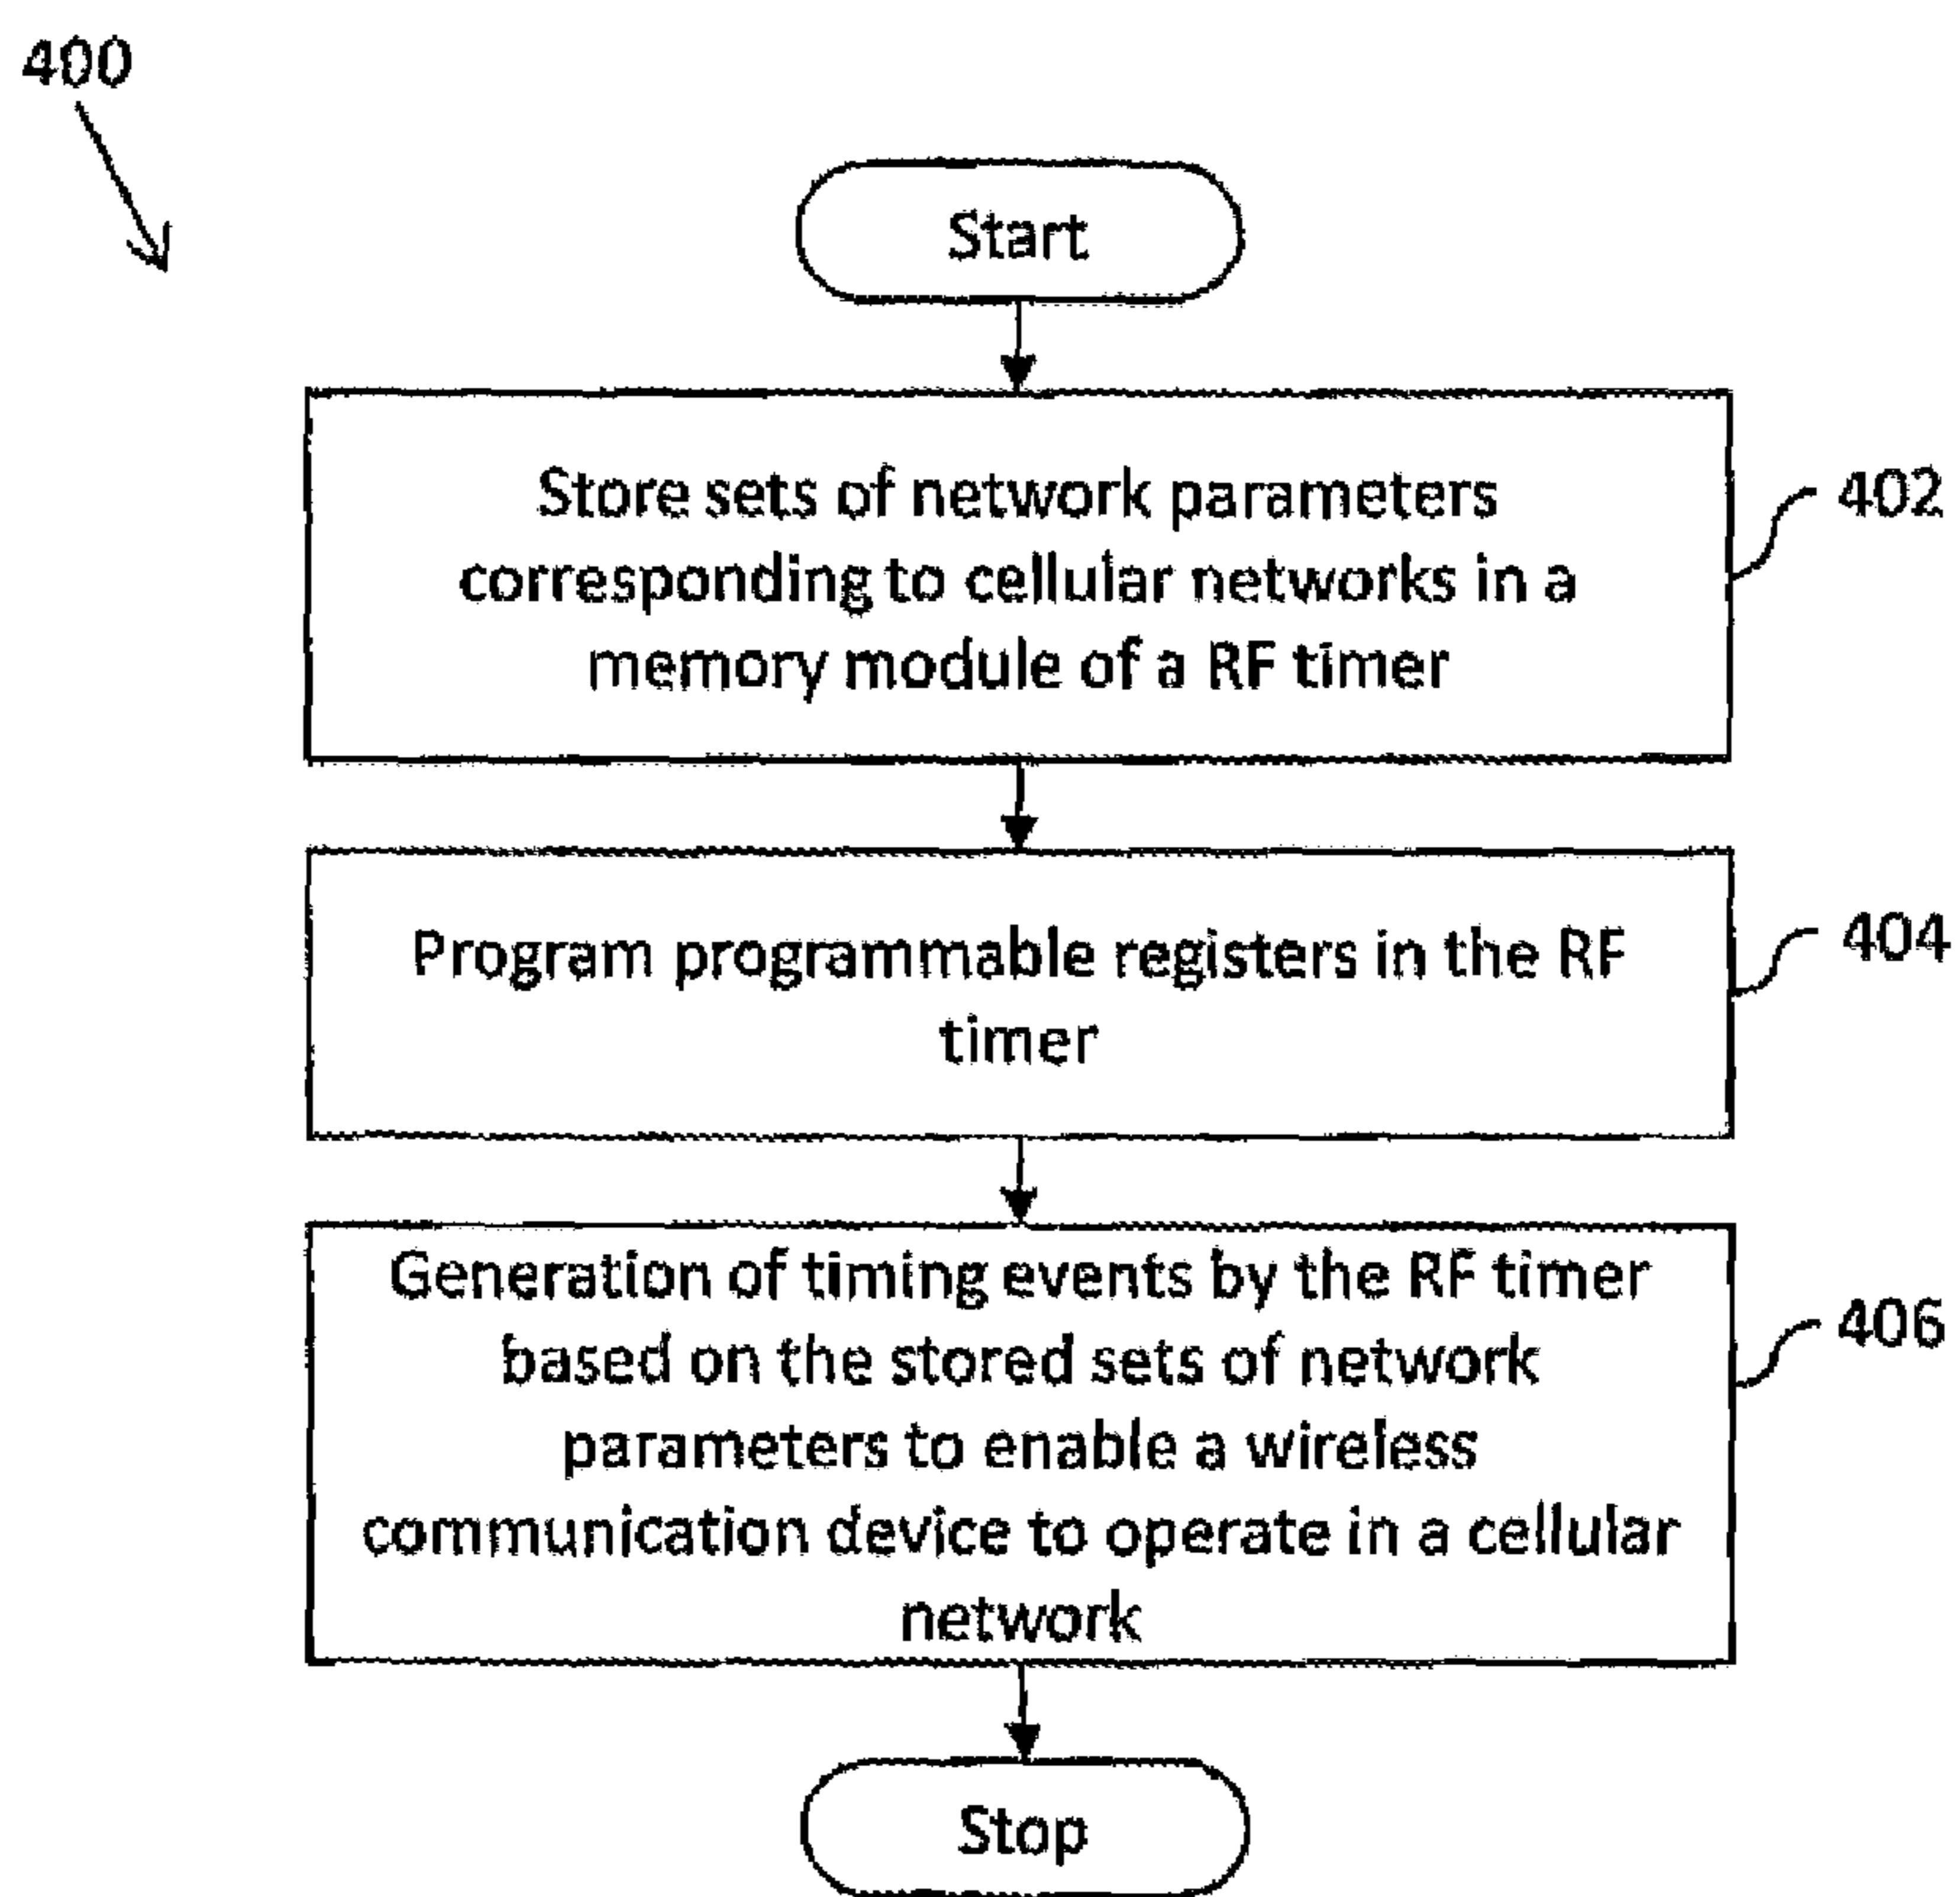 400
Start
Store sets of network parameters
corresponding to cellular networks in a
memory module of a RF timer
402
Program programmable registers in the RF
timer
404
Generation of timing events by the RF timer
based on the stored sets of network
parameters to enable a wireless
communication device to operate in a cellular
network
406
Stop